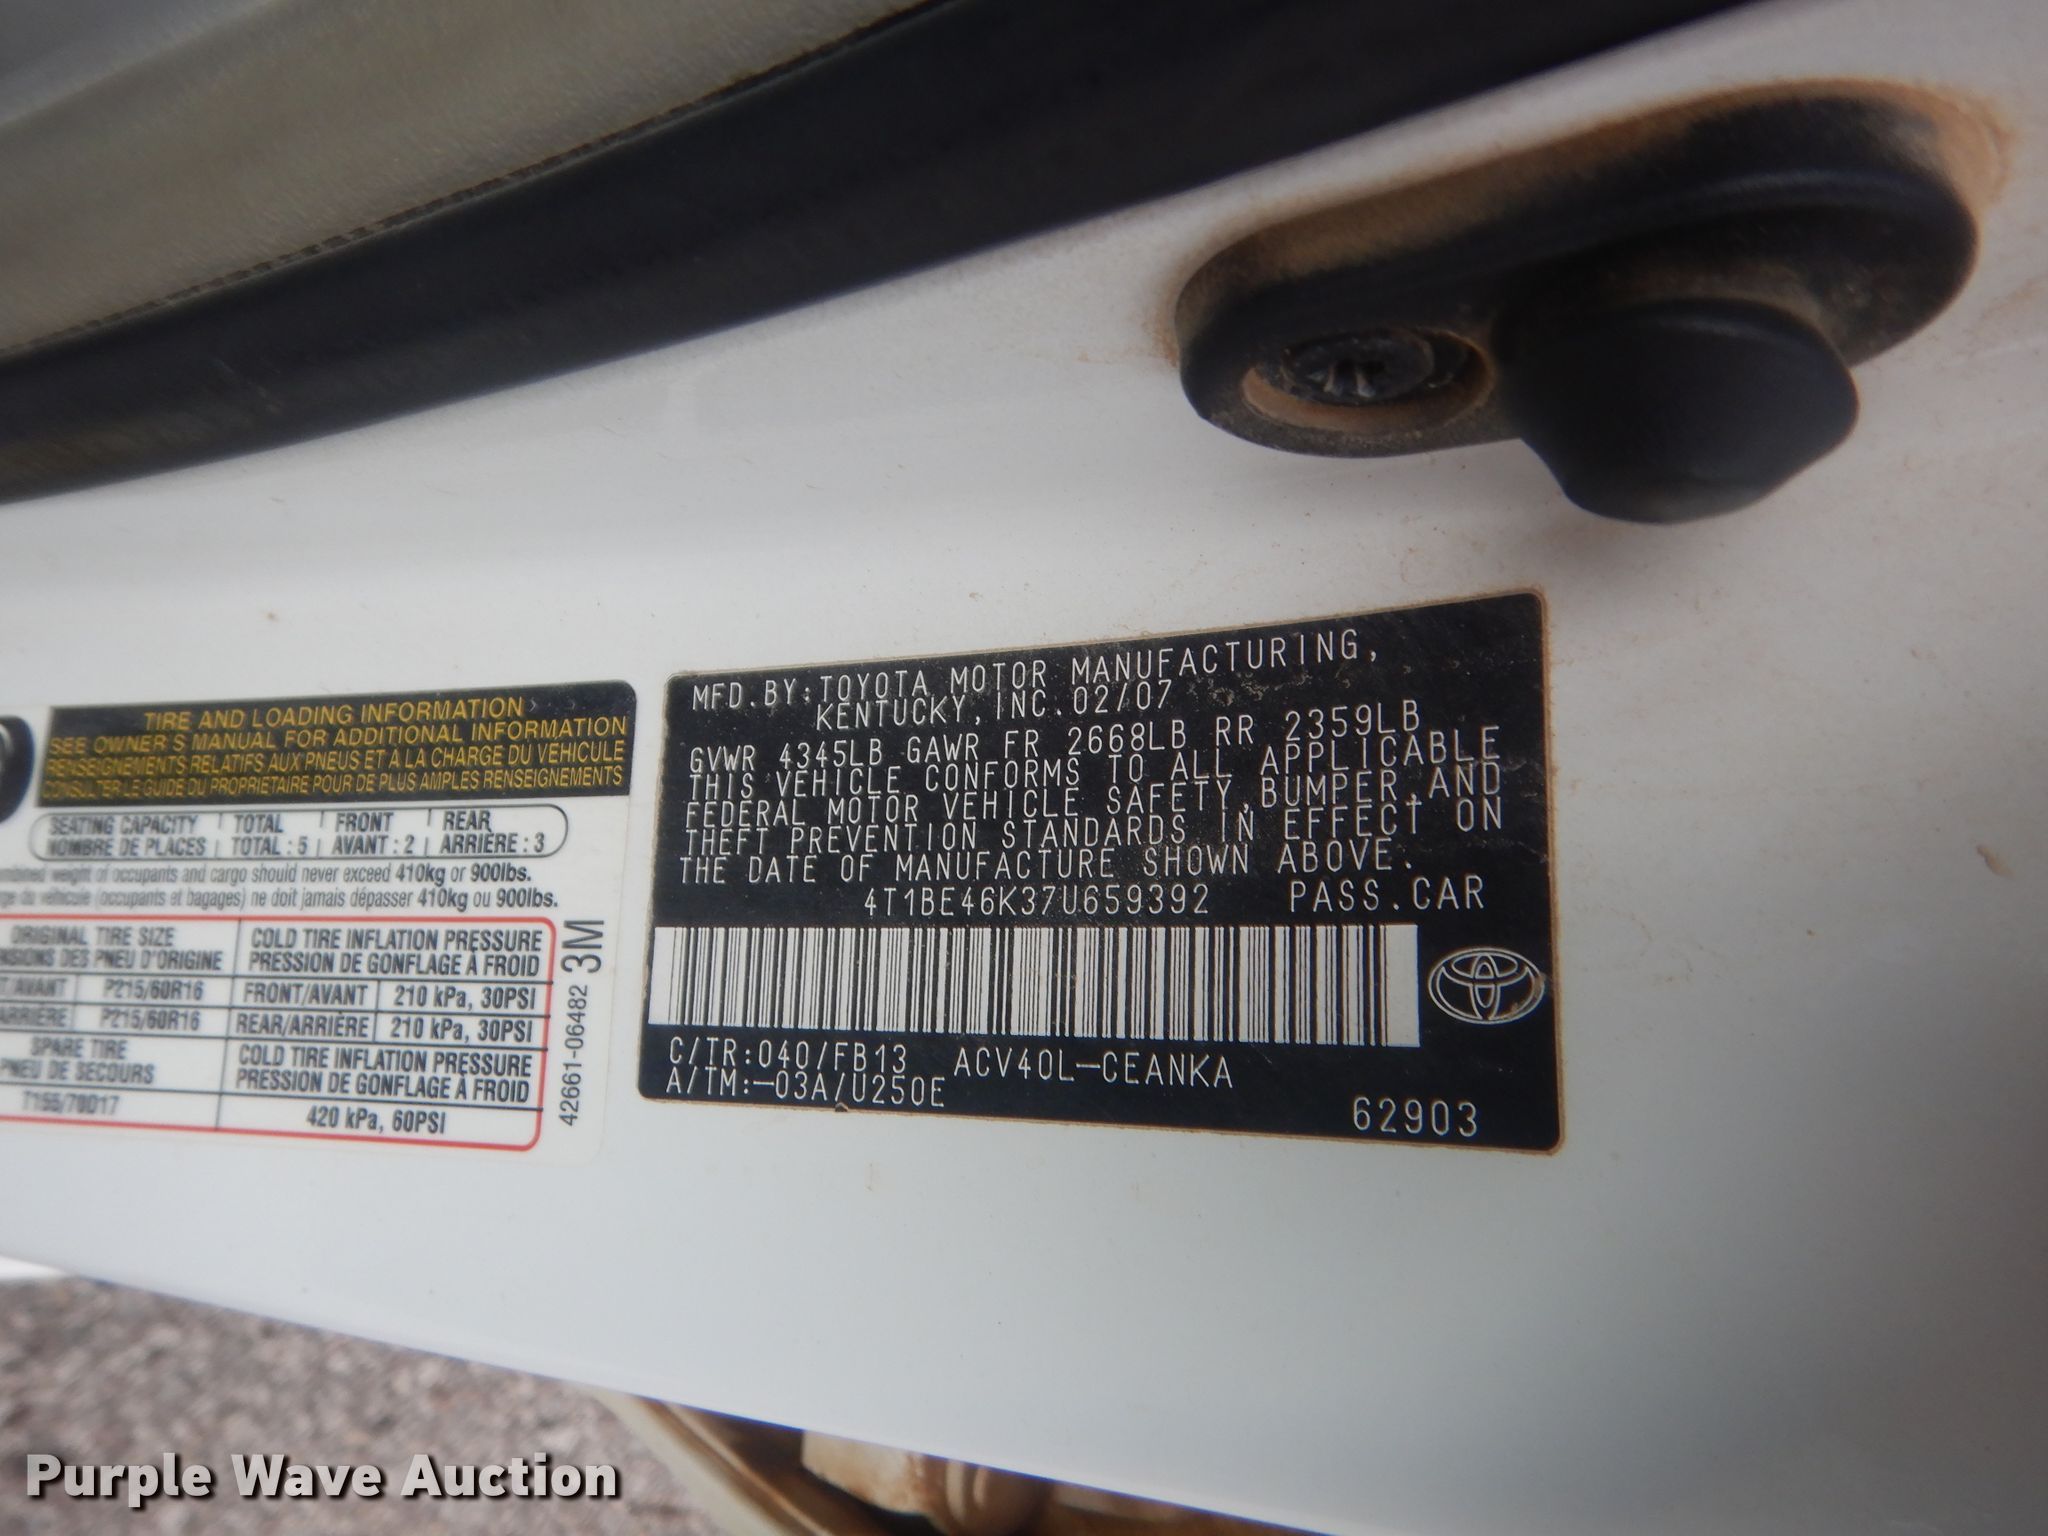 MFD. BY: TOYOTA MOTOR MANUFACTURING,
KENTUCKY, INC. 02/07
GVWR 4345LB GAWR FR 2668LB RR 2359LB
THIS VEHICLE CONFORMS TO ALL APPLICABLE
FEDERAL MOTOR VEHICLE SAFETY, BUMPER, AND
THEFT PREVENTION STANDARDS IN EFFECT ON
THE DATE OF MANUFACTURE SHOWN ABOVE.
4T1BE46K37U659392 PASS. CAR
C/TR: 040/FB13 ACV40L-CEANKA
A/TM: -03A/U250E
62903
TIRE AND LOADING INFORMATION
SEE OWNER'S MANUAL FOR ADDITIONAL INFORMATION
RENSEIGNEMENTS RELATIFS AUX PNEUS ET A LA CHARGE DU VEHICULE
CONSULTER LE GUIDE DU PROPRIETAIRE POUR DE PLUS AMPLES RENSEIGNEMENTS
SEATING CAPACITY TOTAL FRONT REAR
NOMBRE DE PLACES TOTAL : 5 AVANT : 2 ARRIÈRE : 3
weight of occupants and cargo should never exceed 410kg or 900lbs.
du véhicule (occupants et bagages) ne doit jamais dépasser 410kg ou 900lbs.
ORIGINAL TIRE SIZE COLD TIRE INFLATION PRESSURE
DU PNEU D'ORIGINE PRESSION DE GONFLAGE À FROID
AVANT P215/60R16 FRONT/AVANT 210 kPa, 30PSI
ARRIÈRE P215/60R16 REAR/ARRIÈRE 210 kPa, 30PSI
SPARE TIRE COLD TIRE INFLATION PRESSURE
PNEU DE SECOURS PRESSION DE GONFLAGE À FROID
T155/70D17 420 kPa, 60PSI
42661-06482 3M
Purple Wave Auction